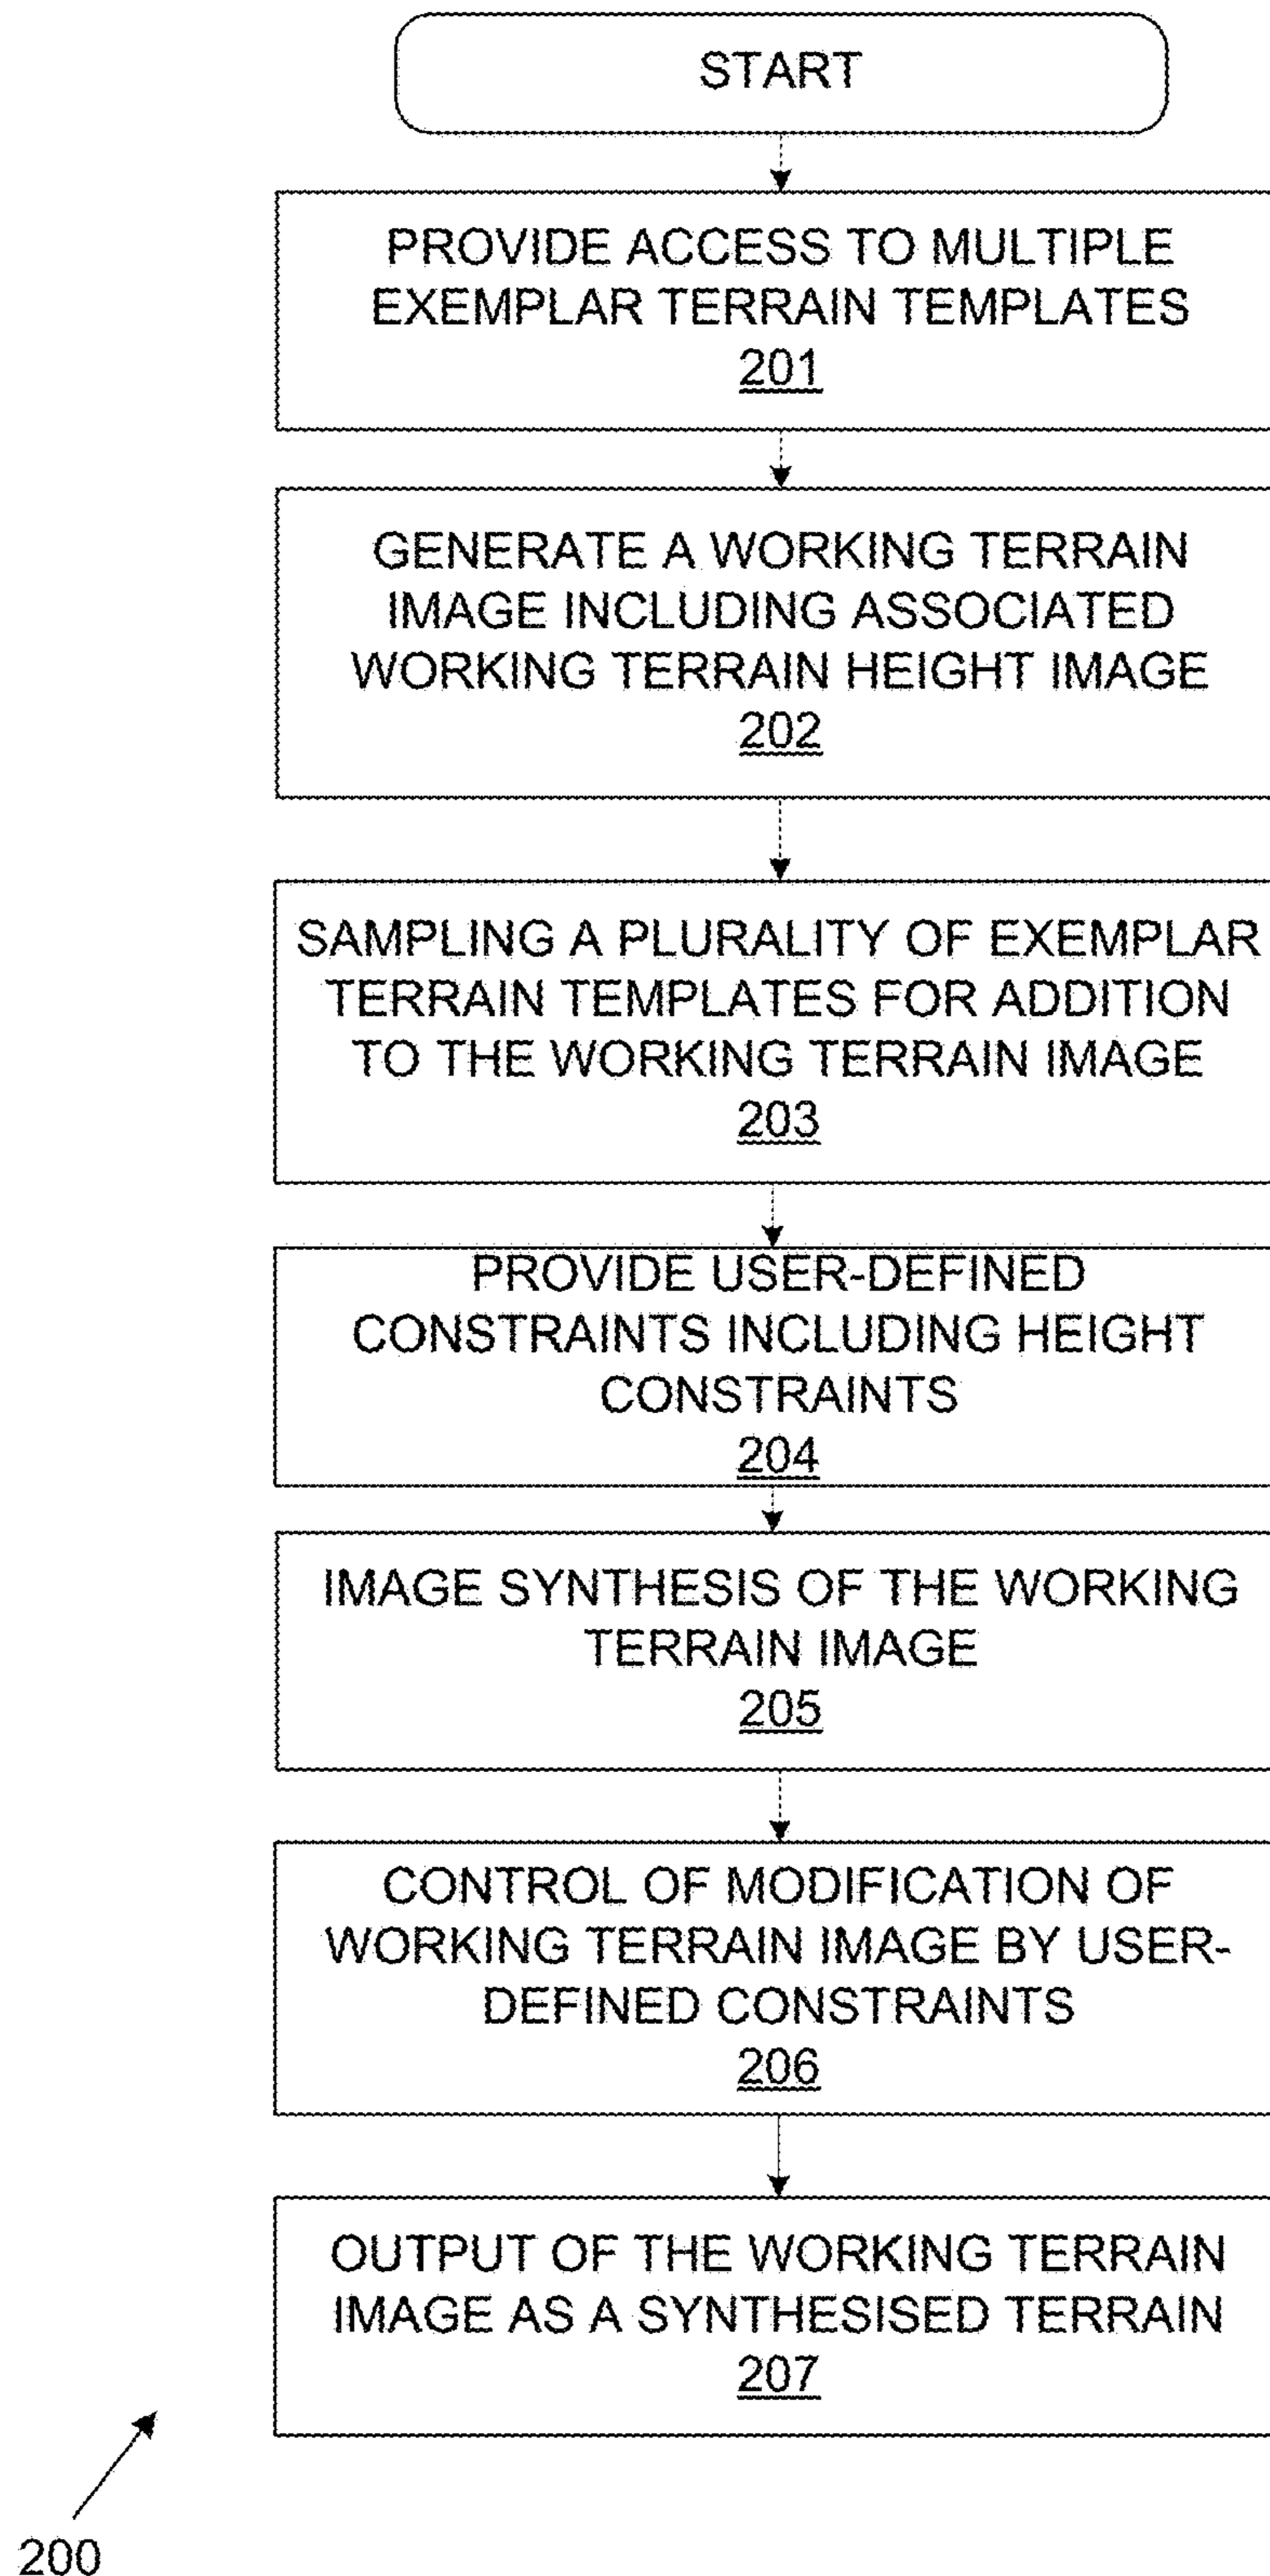 START
PROVIDE ACCESS TO MULTIPLE
EXEMPLAR TERRAIN TEMPLATES
201
GENERATE A WORKING TERRAIN
IMAGE INCLUDING ASSOCIATED
WORKING TERRAIN HEIGHT IMAGE
202
SAMPLING A PLURALITY OF EXEMPLAR
TERRAIN TEMPLATES FOR ADDITION
TO THE WORKING TERRAIN IMAGE
203
PROVIDE USER-DEFINED
CONSTRAINTS INCLUDING HEIGHT
CONSTRAINTS
204
IMAGE SYNTHESIS OF THE WORKING
TERRAIN IMAGE
205
CONTROL OF MODIFICATION OF
WORKING TERRAIN IMAGE BY USER-
DEFINED CONSTRAINTS
206
OUTPUT OF THE WORKING TERRAIN
IMAGE AS A SYNTHESISED TERRAIN
207
200